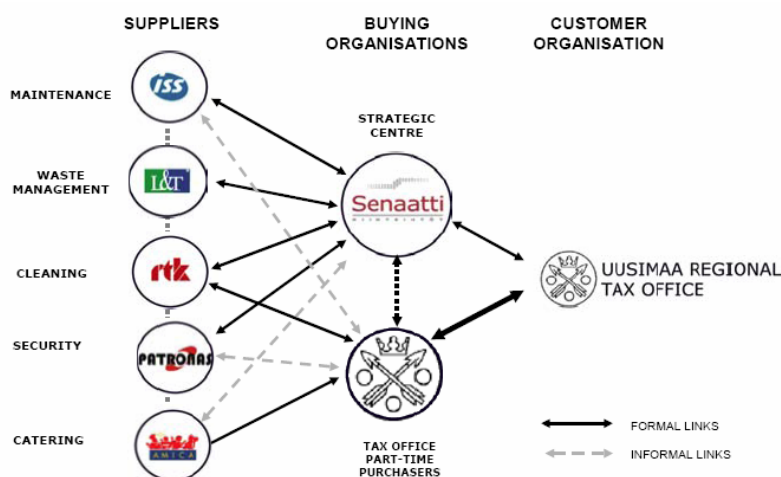 SUPPLIERS
BUYING
ORGANISATIONS
CUSTOMER
ORGANISATION
MAINTENANCE
iss
STRATEGIC
CENTRE
WASTE
MANAGEMENT
L&T
Senaatti
CLEANING
rtk
UUSIMAA REGIONAL
TAX OFFICE
SECURITY
PATRONAS
CATERING
AMICA
TAX OFFICE
PART-TIME
PURCHASERS
FORMAL LINKS
INFORMAL LINKS